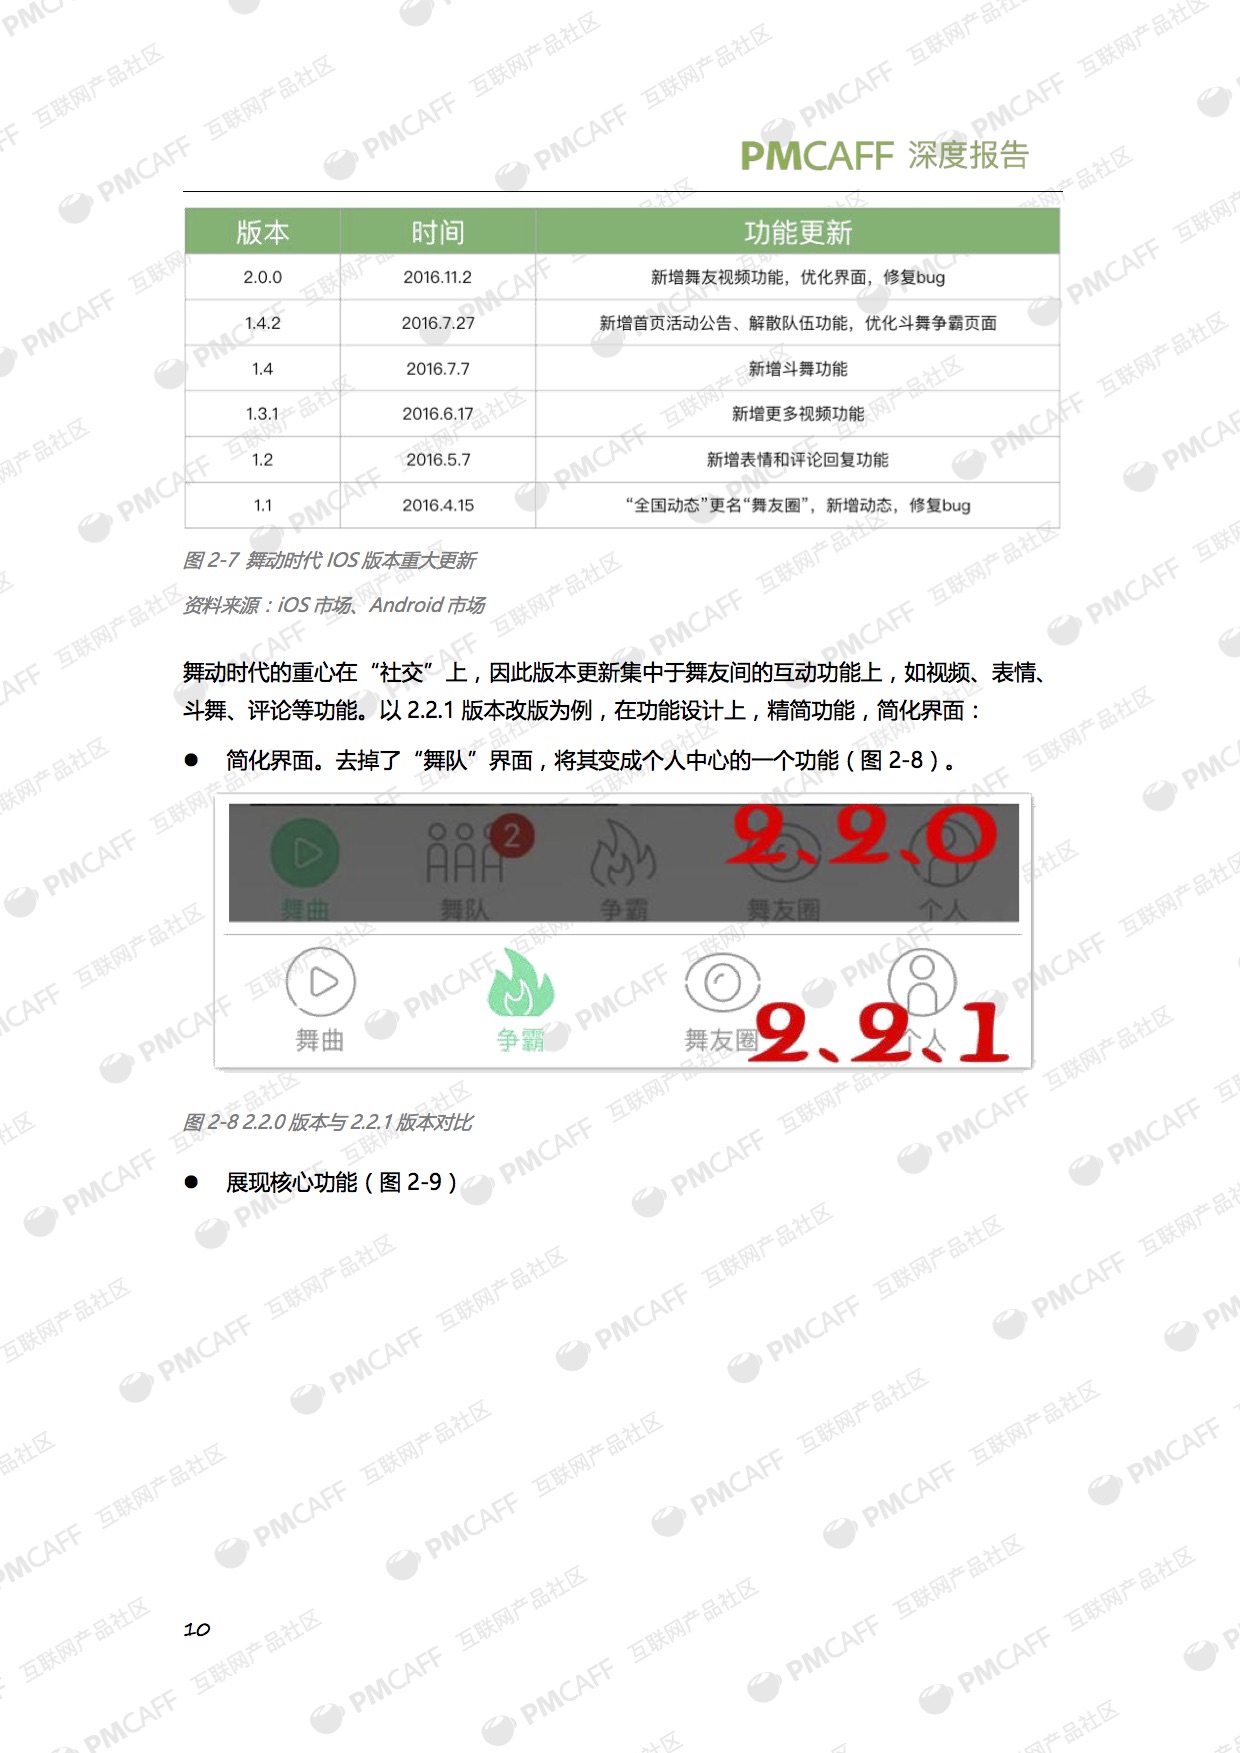 PMCAFF 深度报告
版本 时间 功能更新
2.0.0 2016.11.2 新增舞友视频功能，优化界面，修复bug
1.4.2 2016.7.27 新增首页活动公告、解散队伍功能，优化斗舞争霸页面
1.4 2016.7.7 新增斗舞功能
1.3.1 2016.6.17 新增更多视频功能
1.2 2016.5.7 新增表情和评论回复功能
1.1 2016.4.15 “全国动态”更名“舞友圈”，新增动态，修复bug
图 2-7 舞动时代 IOS 版本重大更新
资料来源：iOS 市场、Android 市场
舞动时代的重心在“社交”上，因此版本更新集中于舞友间的互动功能上，如视频、表情、
斗舞、评论等功能。以 2.2.1 版本改版为例，在功能设计上，精简功能，简化界面：
● 简化界面。去掉了“舞队”界面，将其变成个人中心的一个功能（图 2-8）。
2 2、2、0
舞曲 舞队 争霸 舞友圈 个人
舞曲 争霸 舞友圈 个人
2、2、1
图 2-8 2.2.0 版本与 2.2.1 版本对比
● 展现核心功能（图 2-9）
10
PMCAFF 互联网产品社区